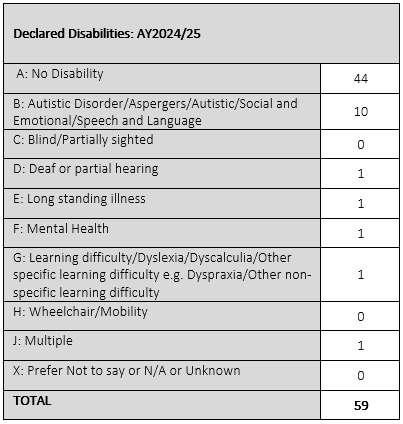 Declared Disabilities: AY2024/25
A: No Disability 44
B: Autistic Disorder/Aspergers/Autistic/Social and
Emotional/Speech and Language 10
C: Blind/Partially sighted 0
D: Deaf or partial hearing 1
E: Long standing illness 1
F: Mental Health 1
G: Learning difficulty/Dyslexia/Dyscalculia/Other
specific learning difficulty e.g. Dyspraxia/Other non-
specific learning difficulty 1
H: Wheelchair/Mobility 0
J: Multiple 1
X: Prefer Not to say or N/A or Unknown 0
TOTAL 59